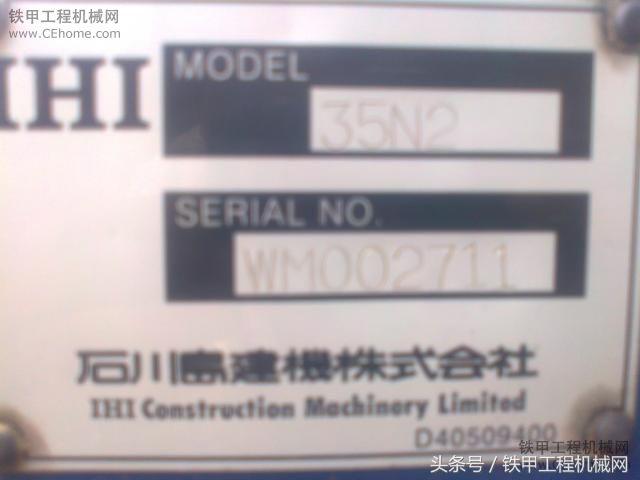 铁甲工程机械网
www.CEhome.com
IHI
MODEL
35N2
SERIAL NO.
WM002711
石川島建機株式会社
IHI Construction Machinery Limited
D40509400
铁甲工程机械网
头条号／铁甲工程机械网